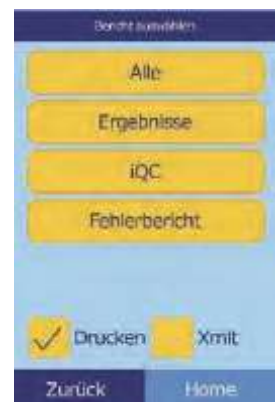 Bericht auswählen
Alle
Ergebnisse
iQC
Fehlerbericht
Drucken Xmit
Zurück Home